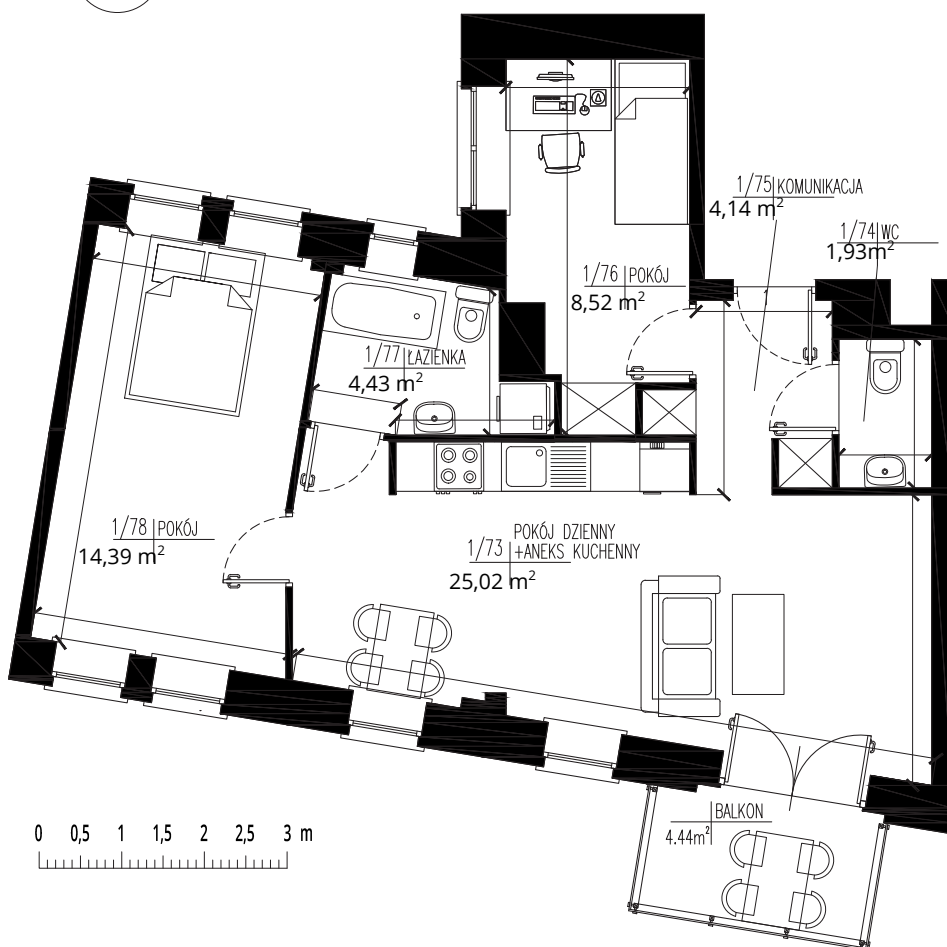 1/75 KOMUNIKACJA
4,14 m²
1/74 WC
1,93m²
1/76 POKÓJ
8,52 m²
1/77 ŁAZIENKA
4,43 m²
1/78 POKÓJ
14,39 m²
POKÓJ DZIENNY
1/73 +ANEKS KUCHENNY
25,02 m²
BALKON
4.44m²
0 0,5 1 1,5 2 2,5 3 m